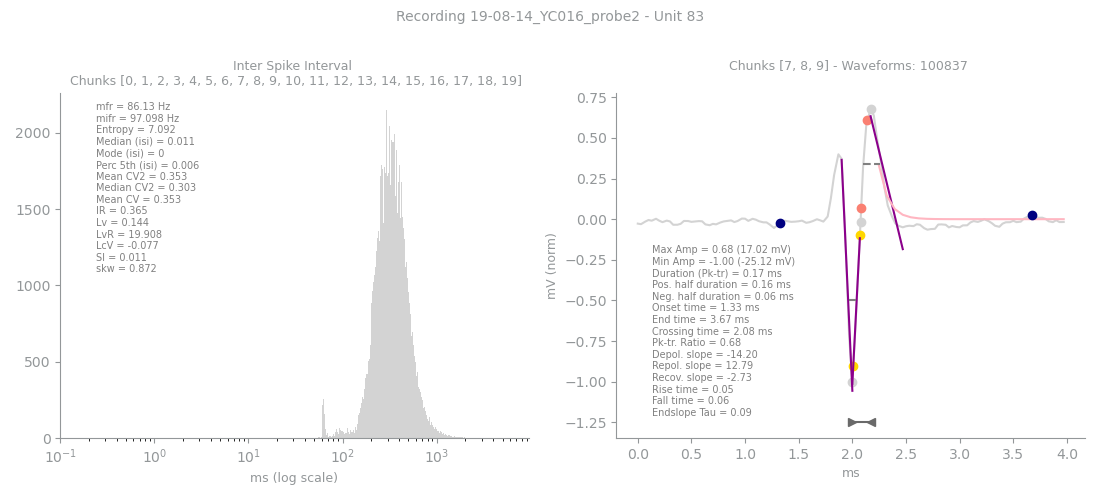 Recording 19-08-14_YC016_probe2 - Unit 83
Inter Spike Interval
Chunks [0, 1, 2, 3, 4, 5, 6, 7, 8, 9, 10, 11, 12, 13, 14, 15, 16, 17, 18, 19]
mfr = 86.13 Hz
mifr = 97.098 Hz
Entropy = 7.092
Median (isi) = 0.011
Mode (isi) = 0
Perc 5th (isi) = 0.006
Mean CV2 = 0.353
Median CV2 = 0.303
Mean CV = 0.353
IR = 0.365
Lv = 0.144
LvR = 19.908
LcV = -0.077
SI = 0.011
skw = 0.872
2000
1500
1000
500
0
10⁻¹ 10⁰ 10¹ 10² 10³
ms (log scale)
Chunks [7, 8, 9] - Waveforms: 100837
mV (norm)
0.75
0.50
0.25
0.00
−0.25
−0.50
−0.75
−1.00
−1.25
Max Amp = 0.68 (17.02 mV)
Min Amp = -1.00 (-25.12 mV)
Duration (Pk-tr) = 0.17 ms
Pos. half duration = 0.16 ms
Neg. half duration = 0.06 ms
Onset time = 1.33 ms
End time = 3.67 ms
Crossing time = 2.08 ms
Pk-tr. Ratio = 0.68
Depol. slope = -14.20
Repol. slope = 12.79
Recov. slope = -2.73
Rise time = 0.05
Fall time = 0.06
Endslope Tau = 0.09
0.0 0.5 1.0 1.5 2.0 2.5 3.0 3.5 4.0
ms